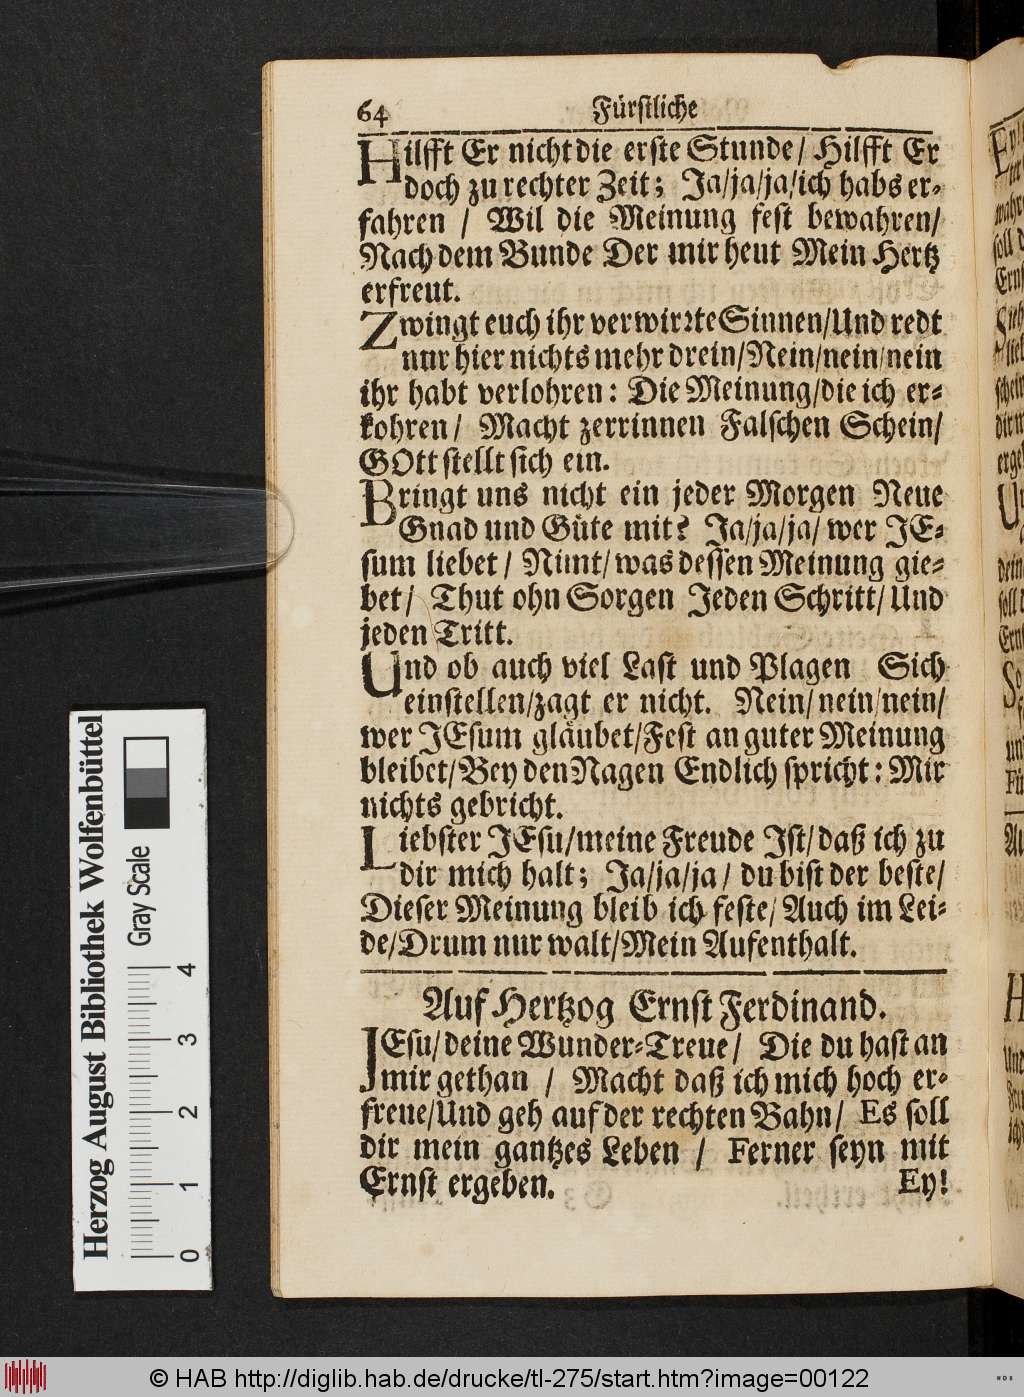 64 Fürstliche
Hilfft Er nicht die erste Stunde/ Hilfft Er
doch zu rechter Zeit; Ja/ja/ja/ich habs er-
fahren / Wil die Meinung fest bewahren/
Nach dem Bunde Der mir heut Mein Hertz
erfreut.
Zwingt euch ihr verwirrte Sinnen/Und redt
nur hier nichts mehr drein/Nein/nein/nein
ihr habt verlohren: Die Meinung/die ich er-
kohren/ Macht zerrinnen Falschen Schein/
GOtt stellt sich ein.
Bringt uns nicht ein jeder Morgen Neue
Gnad und Güte mit? Ja/ja/ja/ wer JE-
sum liebet/ Nimt/was dessen Meinung gie-
bet/ Thut ohn Sorgen Jeden Schritt/Und
jeden Tritt.
Und ob auch viel Last und Plagen Sich
einstellen/zagt er nicht. Nein/nein/nein/
wer JEsum gläubet/Fest an guter Meinung
bleibet/Bey den Nagen Endlich spricht: Mir
nichts gebricht.
Liebster JEsu/meine Freude Ist/daß ich zu
dir mich halt; Ja/ja/ja/ du bist der beste/
Dieser Meinung bleib ich feste/Auch im Lei-
de/Drum nur walt/Mein Aufenthalt.
Auf Hertzog Ernst Ferdinand.
JEsu/deine Wunder-Treue/ Die du hast an
mir gethan / Macht daß ich mich hoch er-
freue/Und geh auf der rechten Bahn/ Es soll
dir mein gantzes Leben / Ferner seyn mit
Ernst ergeben. Ey!
Herzog August Bibliothek Wolfenbüttel
Gray Scale
0 1 2 3 4
© HAB http://diglib.hab.de/drucke/tl-275/start.htm?image=00122